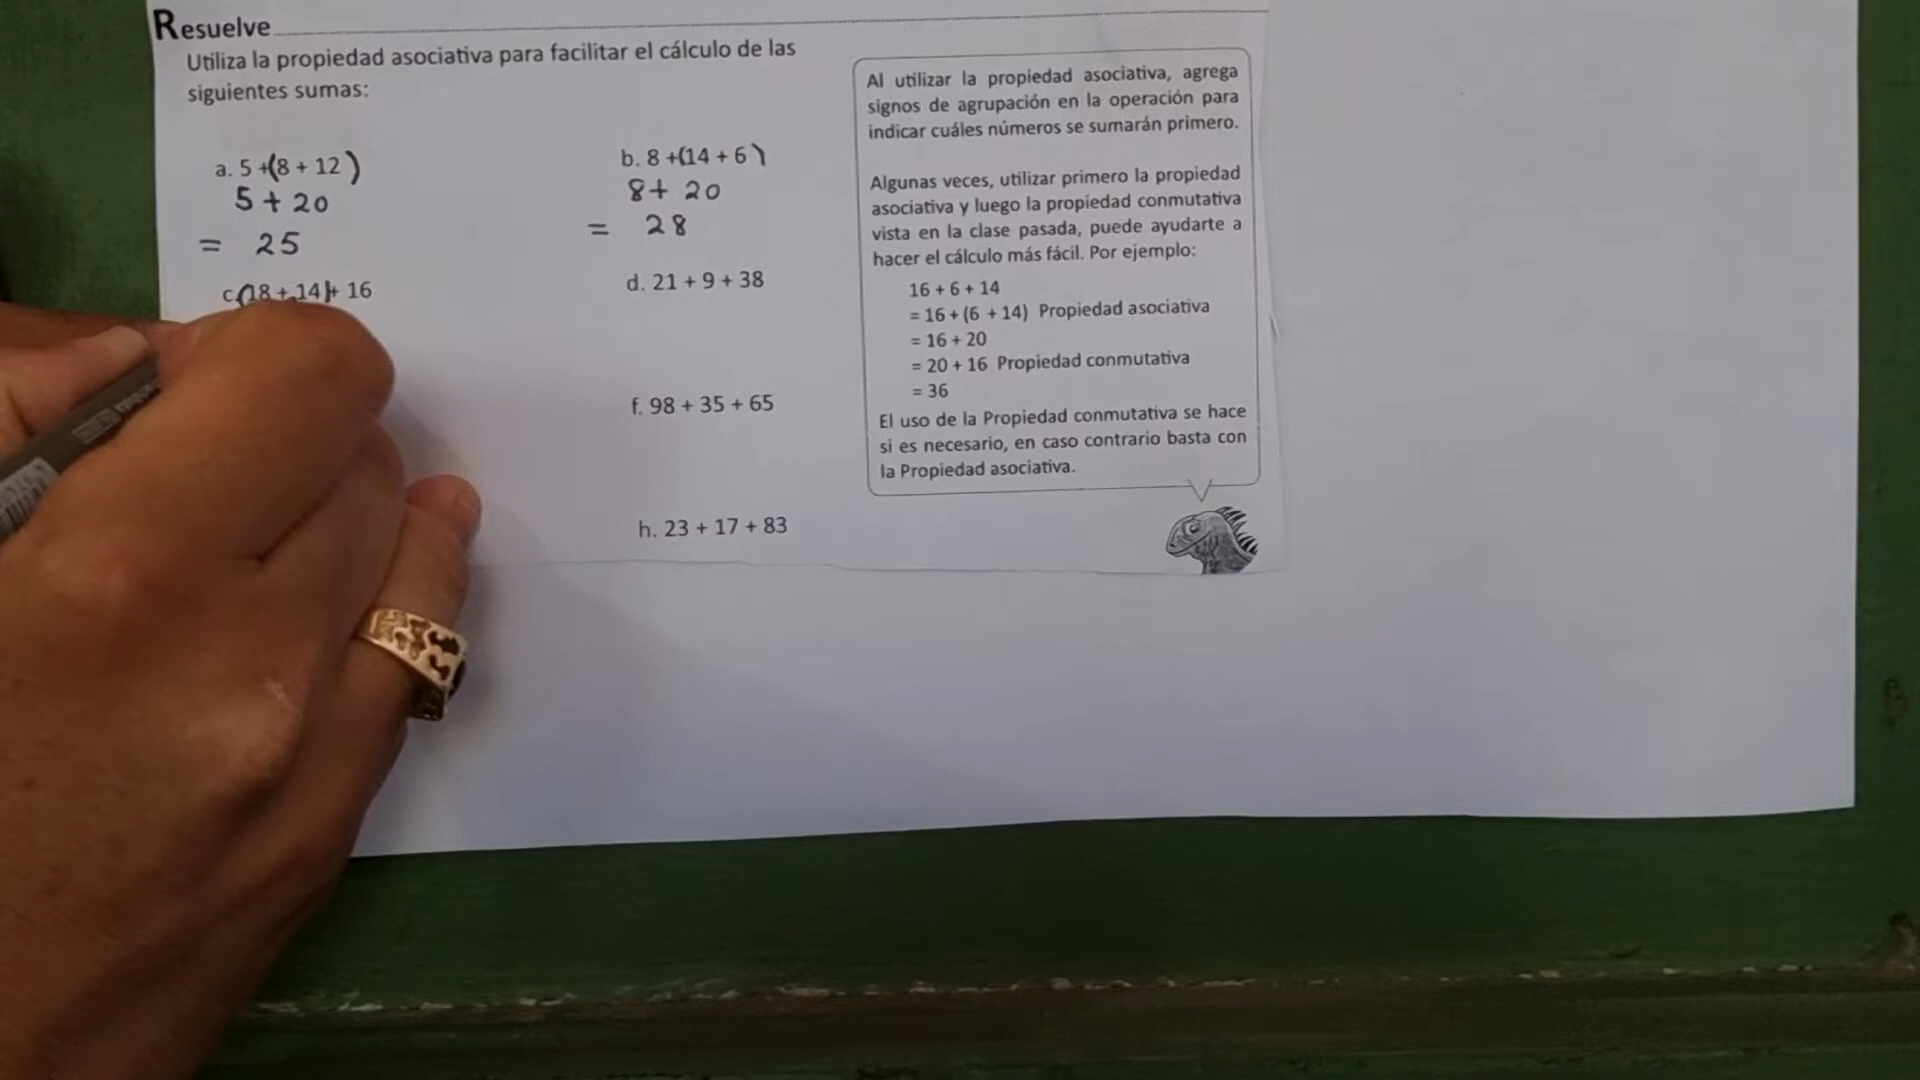 Resuelve
Utiliza la propiedad asociativa para facilitar el cálculo de las
siguientes sumas:
a. 5 +(8 + 12)
5 + 20
= 25
b. 8 +(14 + 6)
8+ 20
= 28
c.(18 + 14)+ 16
d. 21 + 9 + 38
f. 98 + 35 + 65
h. 23 + 17 + 83
Al utilizar la propiedad asociativa, agrega
signos de agrupación en la operación para
indicar cuáles números se sumarán primero.
Algunas veces, utilizar primero la propiedad
asociativa y luego la propiedad conmutativa
vista en la clase pasada, puede ayudarte a
hacer el cálculo más fácil. Por ejemplo:
16 + 6 + 14
= 16 + (6 + 14) Propiedad asociativa
= 16 + 20
= 20 + 16 Propiedad conmutativa
= 36
El uso de la Propiedad conmutativa se hace
si es necesario, en caso contrario basta con
la Propiedad asociativa.